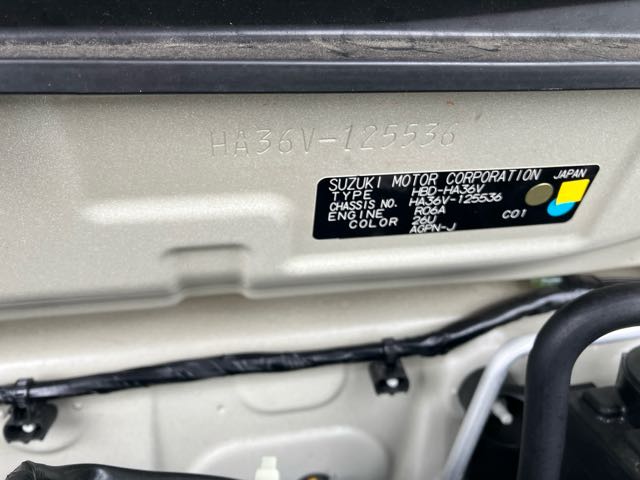 HA36V-125536
SUZUKI MOTOR CORPORATION JAPAN
TYPE HBD-HA36V
CHASSIS NO. HA36V-125536
ENGINE R06A
COLOR 26U C01
AGPN-J